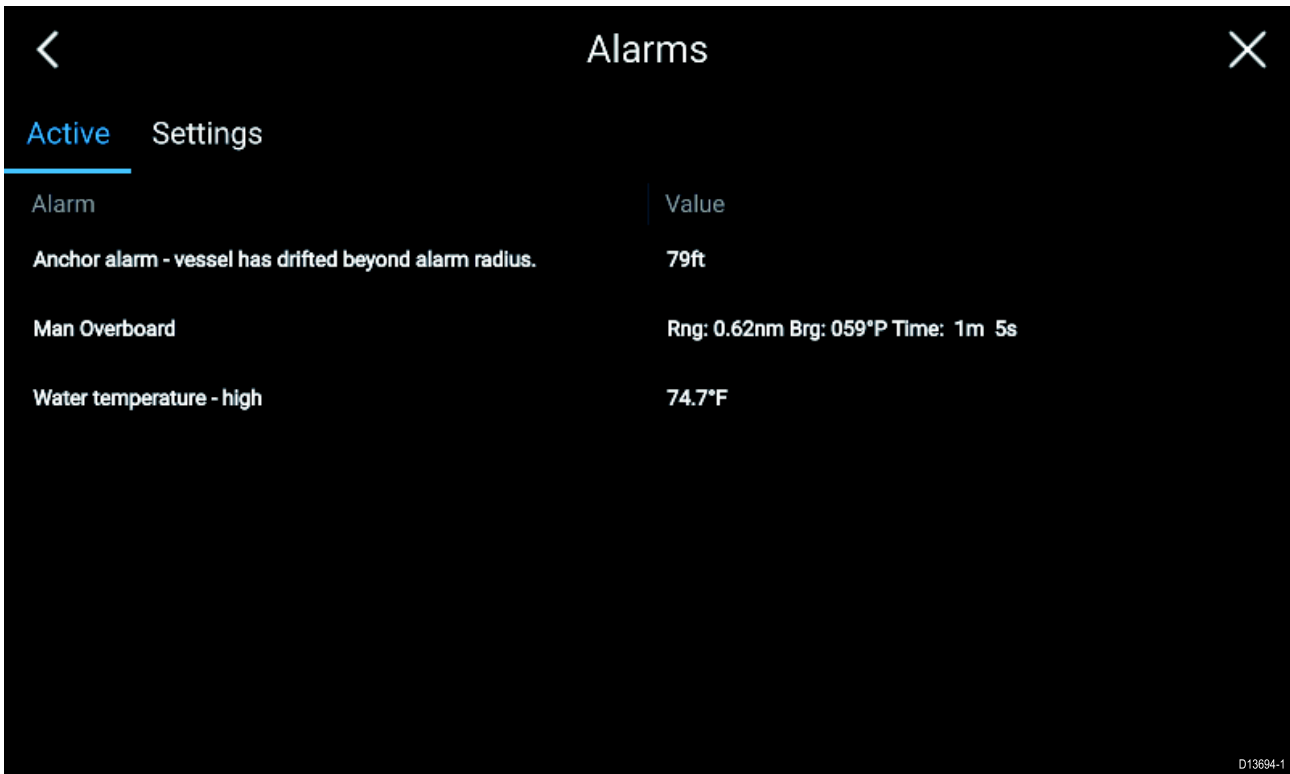 Alarms
Active Settings
Alarm Value
Anchor alarm - vessel has drifted beyond alarm radius. 79ft
Man Overboard Rng: 0.62nm Brg: 059°P Time: 1m 5s
Water temperature - high 74.7°F
D13694-1